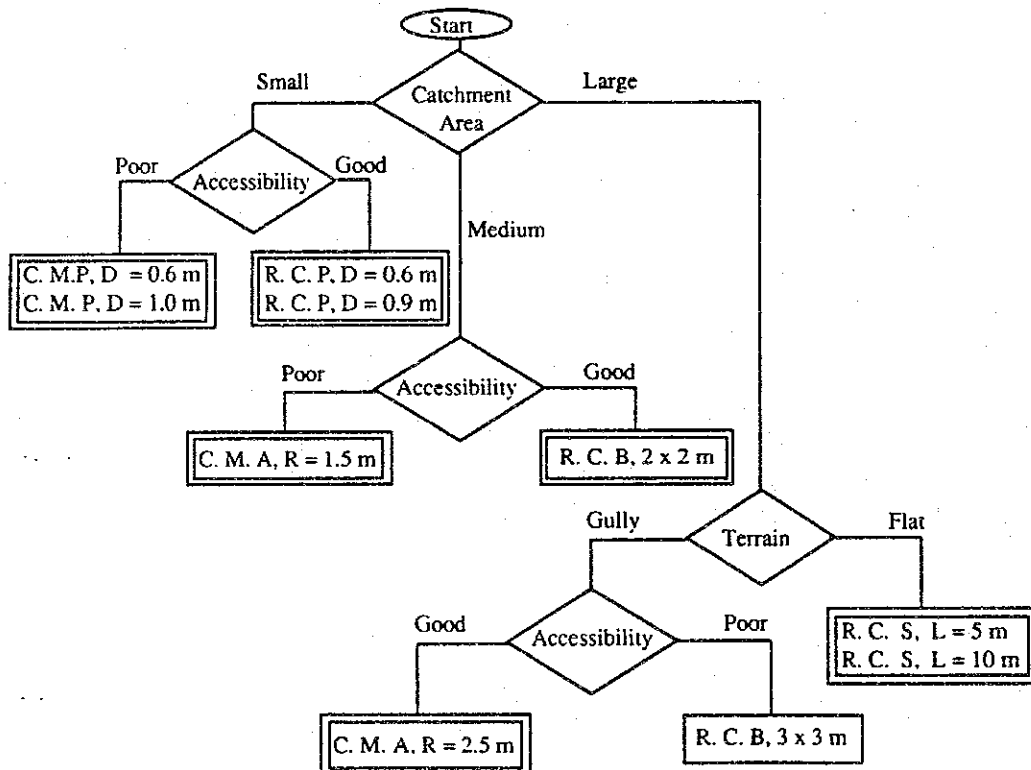 Start
Small
Large
Catchment
Area
Poor
Good
Accessibility
Medium
C. M.P, D = 0.6 m
C. M. P, D = 1.0 m
R. C. P, D = 0.6 m
R. C. P, D = 0.9 m
Poor
Good
Accessibility
C. M. A, R = 1.5 m
R. C. B, 2 x 2 m
Gully
Flat
Terrain
Good
Poor
Accessibility
R. C. S, L = 5 m
R. C. S, L = 10 m
C. M. A, R = 2.5 m
R. C. B, 3 x 3 m